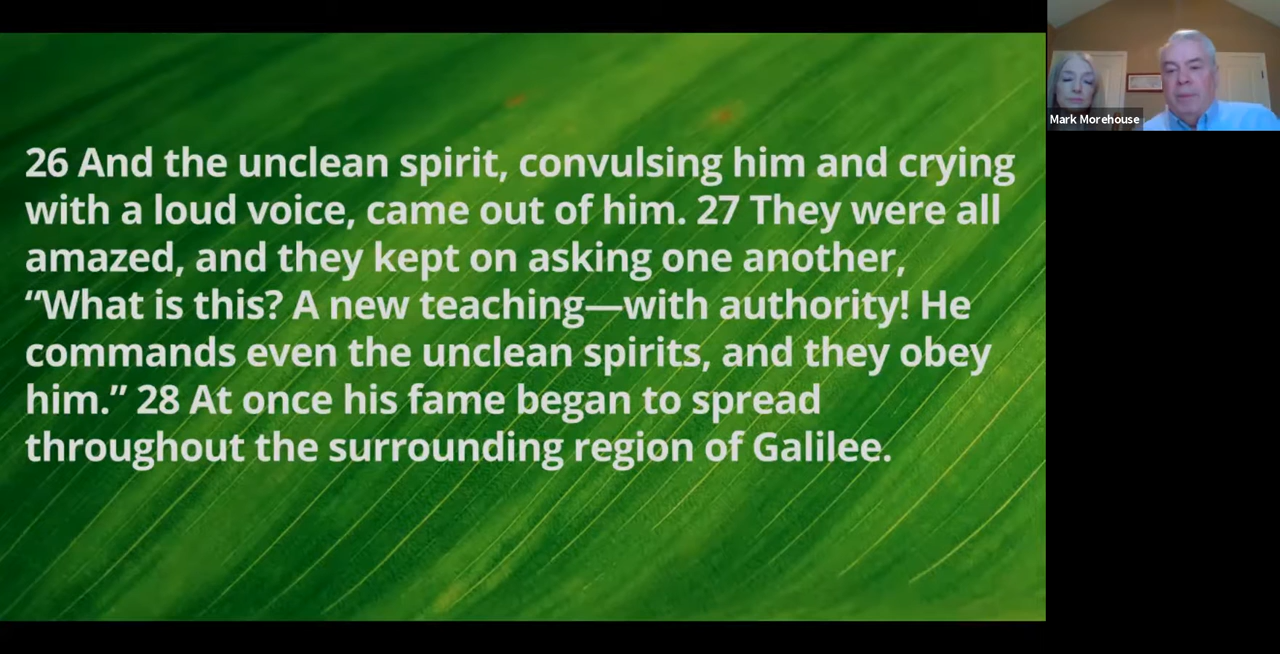 26 And the unclean spirit, convulsing him and crying
with a loud voice, came out of him. 27 They were all
amazed, and they kept on asking one another,
“What is this? A new teaching—with authority! He
commands even the unclean spirits, and they obey
him.” 28 At once his fame began to spread
throughout the surrounding region of Galilee.
Mark Morehouse